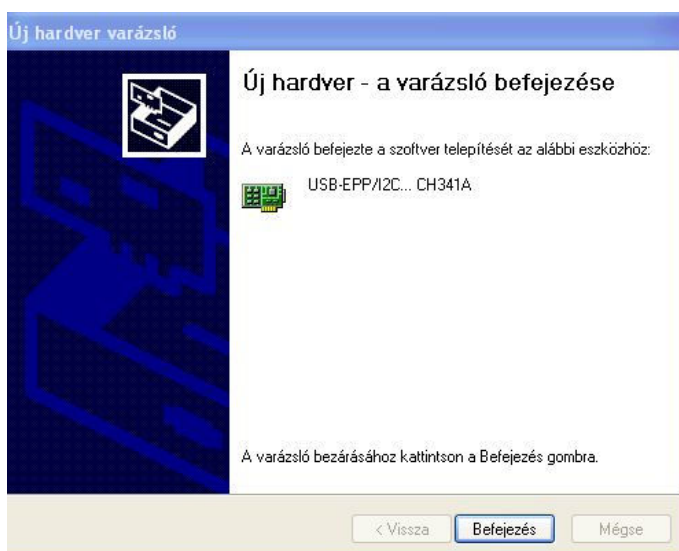 Új hardver varázsló
Új hardver - a varázsló befejezése
A varázsló befejezte a szoftver telepítését az alábbi eszközhöz:
USB-EPP/I2C... CH341A
A varázsló bezárásához kattintson a Befejezés gombra.
< Vissza Befejezés Mégse